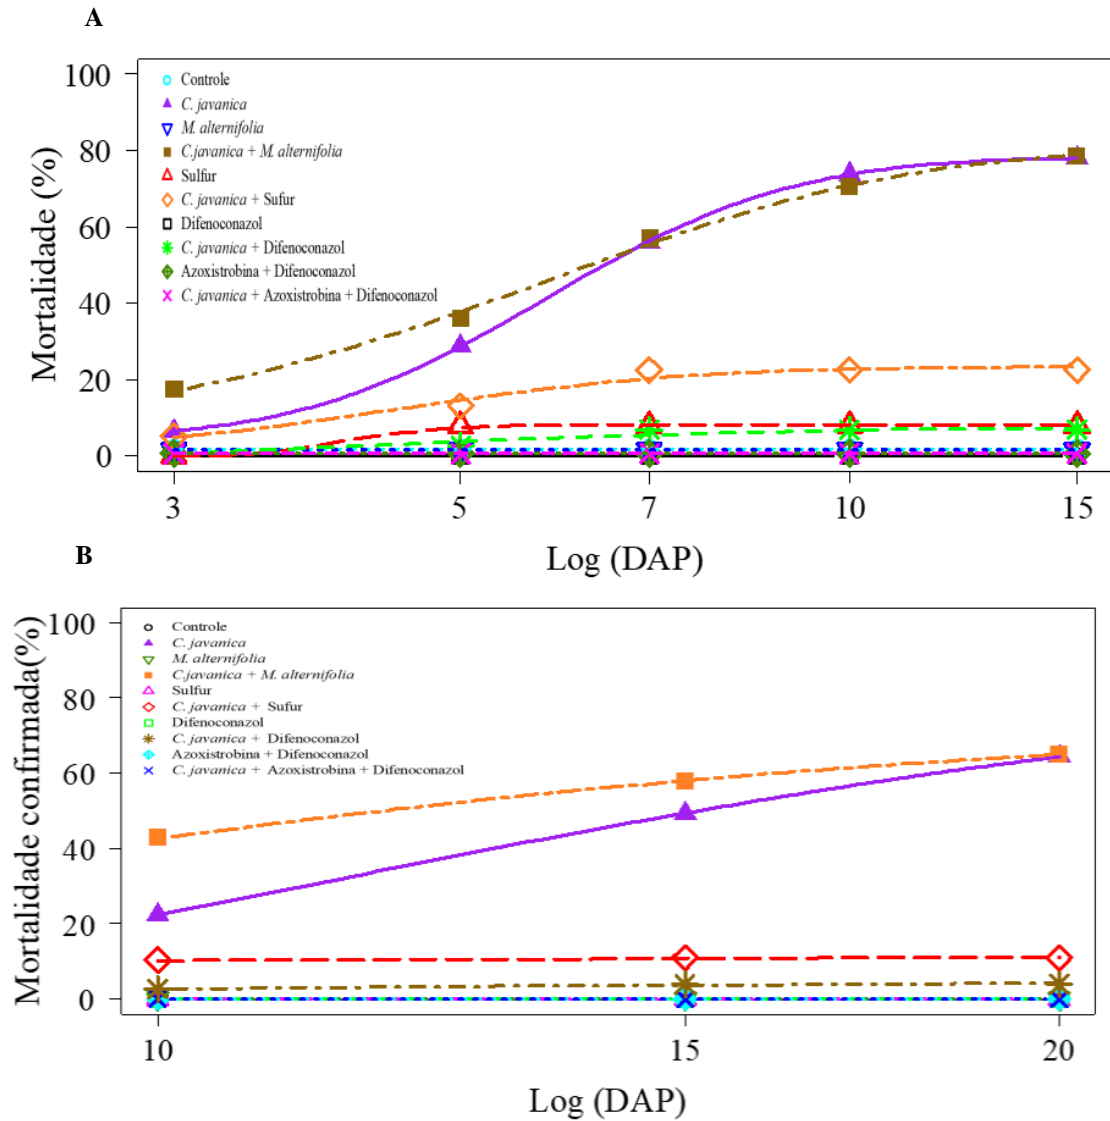 A
Mortalidade (%)
100
80
60
40
20
0
Controle
C. javanica
M. alternifolia
C.javanica + M. alternifolia
Sulfur
C. javanica + Sufur
Difenoconazol
C. javanica + Difenoconazol
Azoxistrobina + Difenoconazol
C. javanica + Azoxistrobina + Difenoconazol
3 5 7 10 15
Log (DAP)
B
Mortalidade confirmada(%)
100
80
60
40
20
0
Controle
C. javanica
M. alternifolia
C.javanica + M. alternifolia
Sulfur
C. javanica + Sufur
Difenoconazol
C. javanica + Difenoconazol
Azoxistrobina + Difenoconazol
C. javanica + Azoxistrobina + Difenoconazol
10 15 20
Log (DAP)